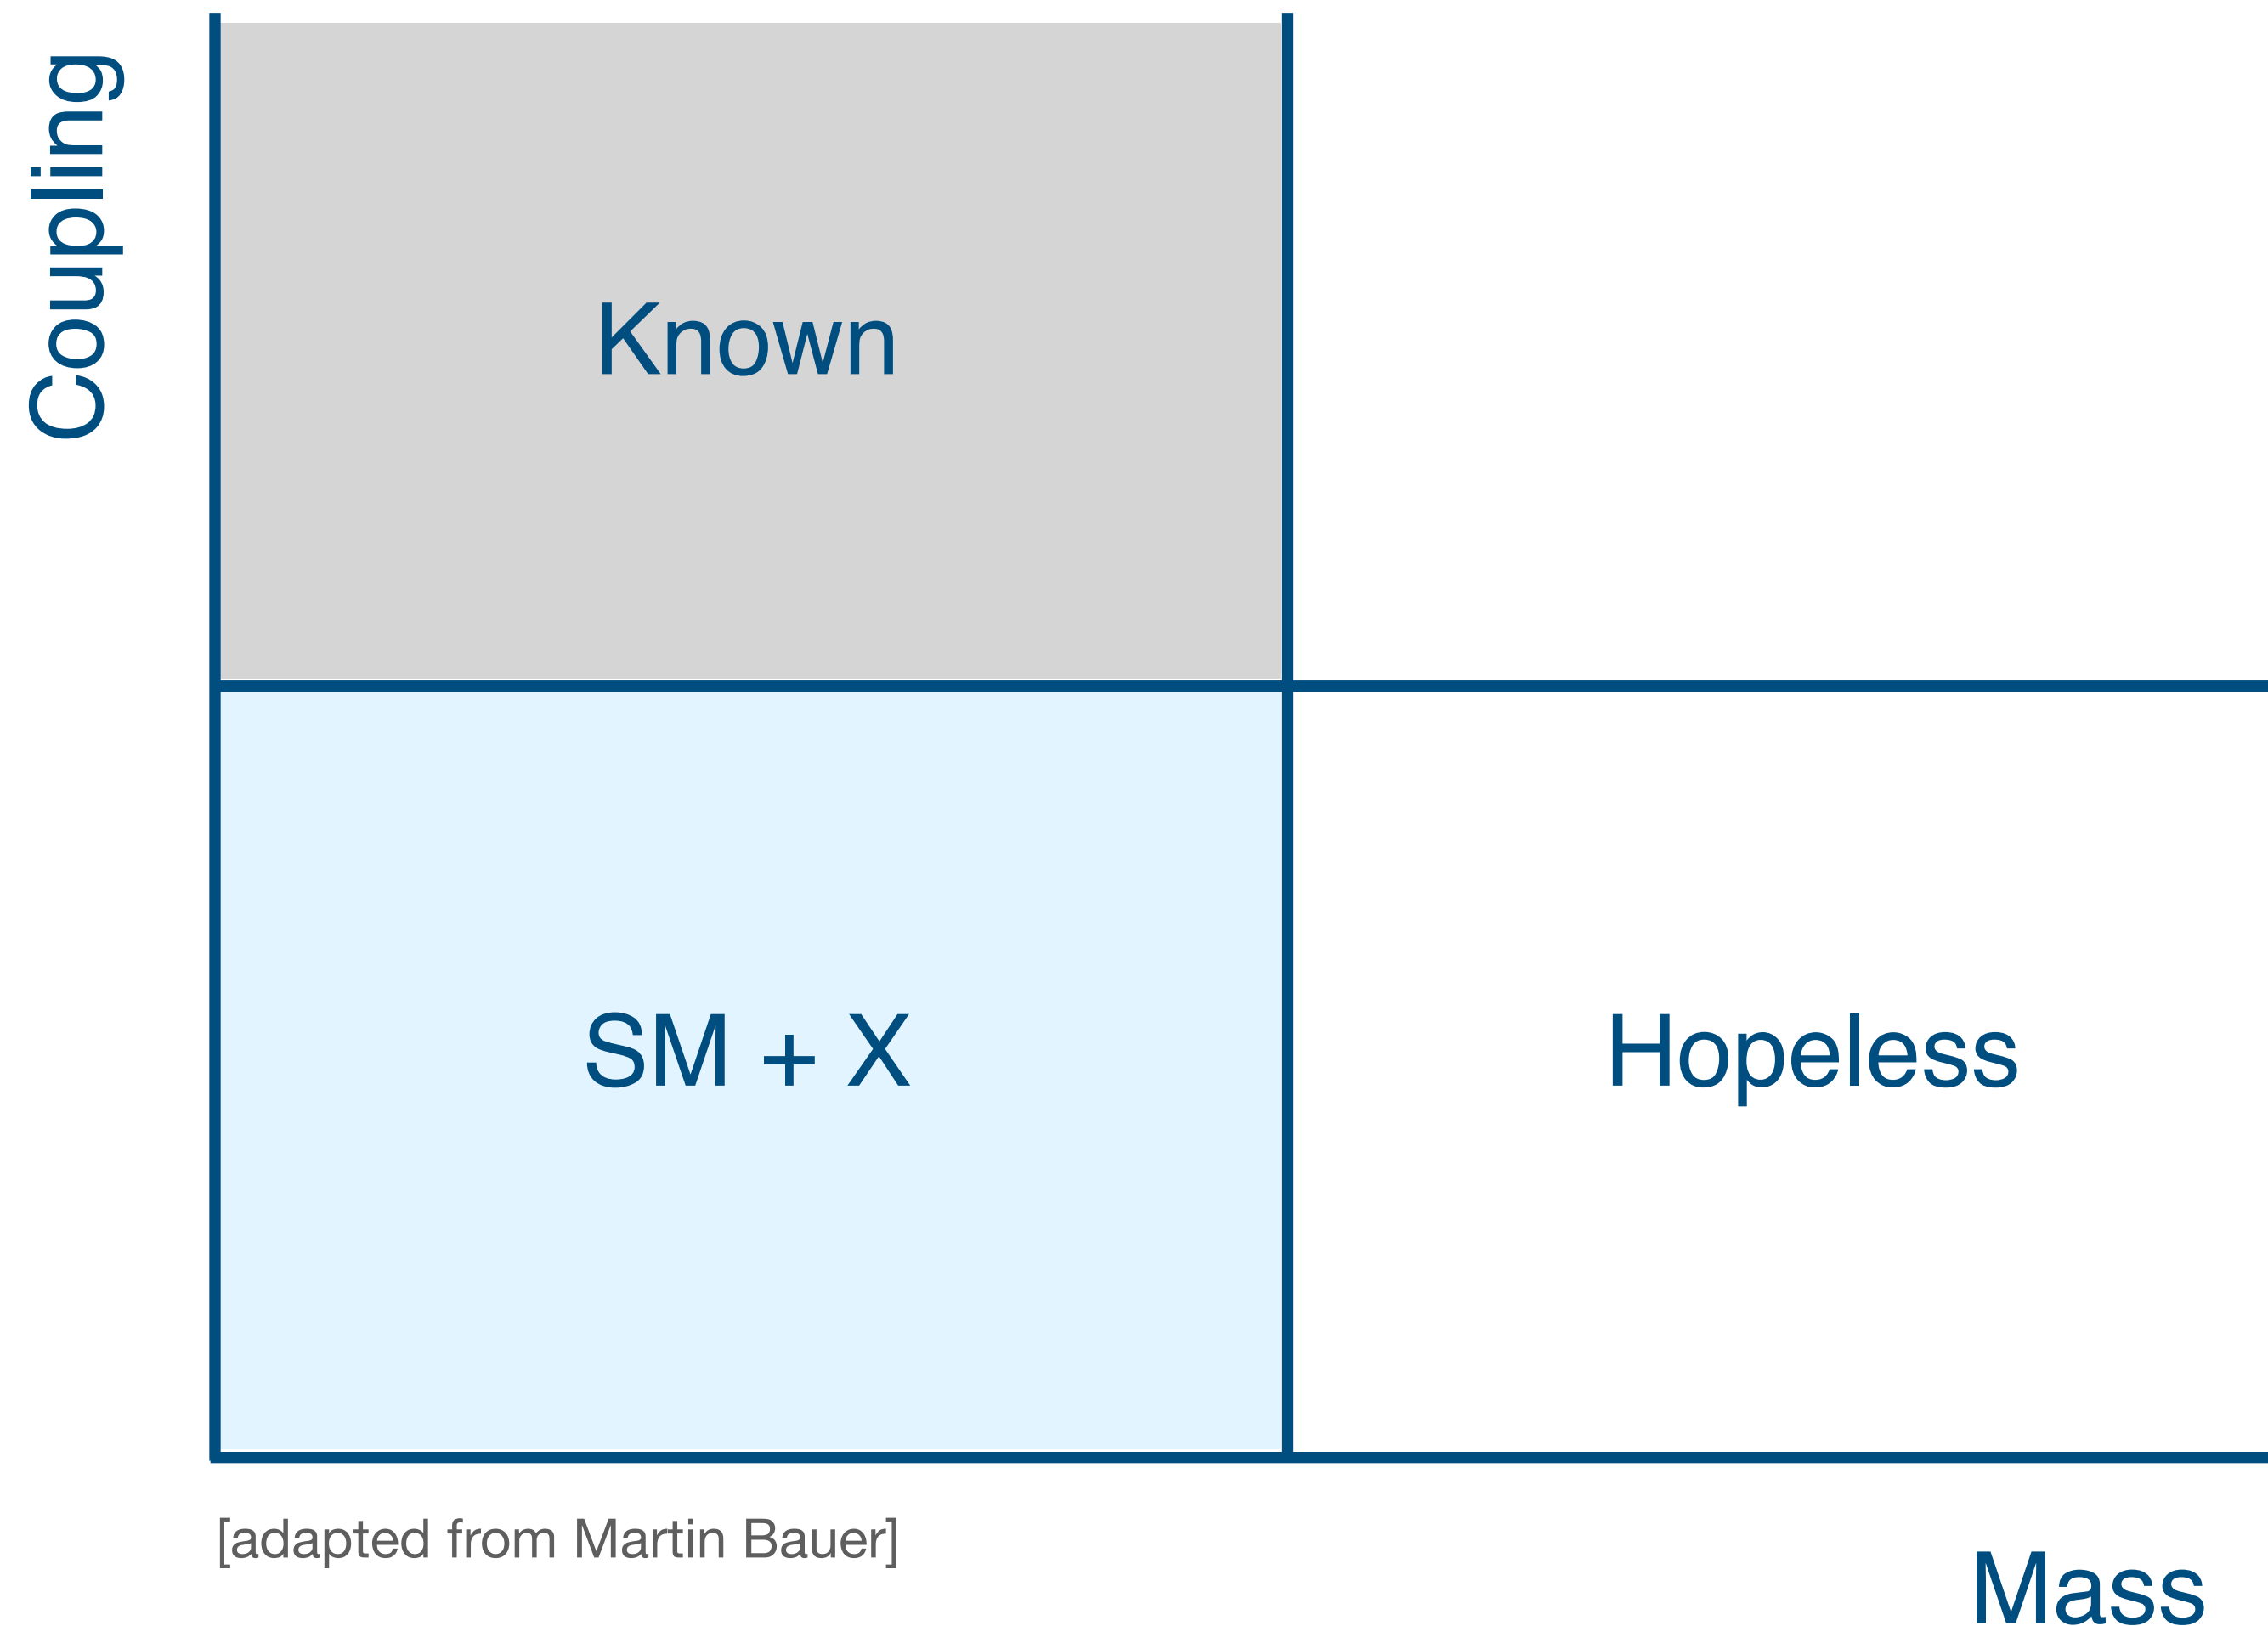 Coupling
Known
SM + X
Hopeless
[adapted from Martin Bauer]
Mass